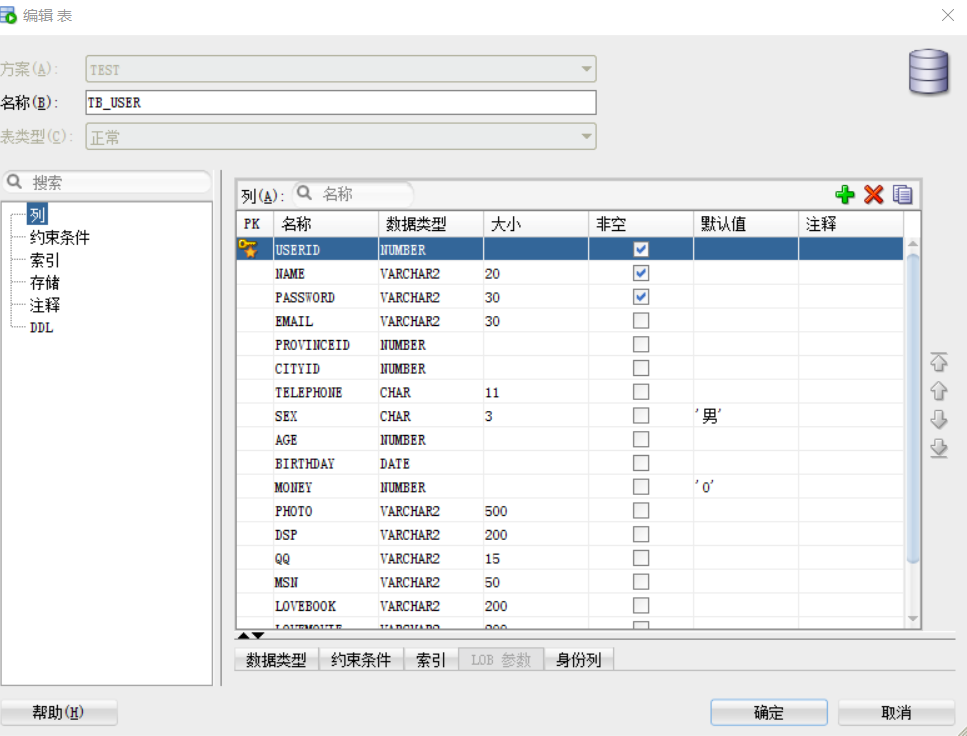 编辑 表
方案(A): TEST
名称(B): TB_USER
表类型(C): 正常
搜索
列
约束条件
索引
存储
注释
DDL
列(A): 名称
PK 名称 数据类型 大小 非空 默认值 注释
USERID NUMBER
NAME VARCHAR2 20
PASSWORD VARCHAR2 30
EMAIL VARCHAR2 30
PROVINCEID NUMBER
CITYID NUMBER
TELEPHONE CHAR 11
SEX CHAR 3 '男'
AGE NUMBER
BIRTHDAY DATE
MONEY NUMBER '0'
PHOTO VARCHAR2 500
DSP VARCHAR2 200
QQ VARCHAR2 15
MSN VARCHAR2 50
LOVEBOOK VARCHAR2 200
LOVEMOVIE VARCHAR2 200
数据类型 约束条件 索引 LOB 参数 身份列
帮助(H) 确定 取消